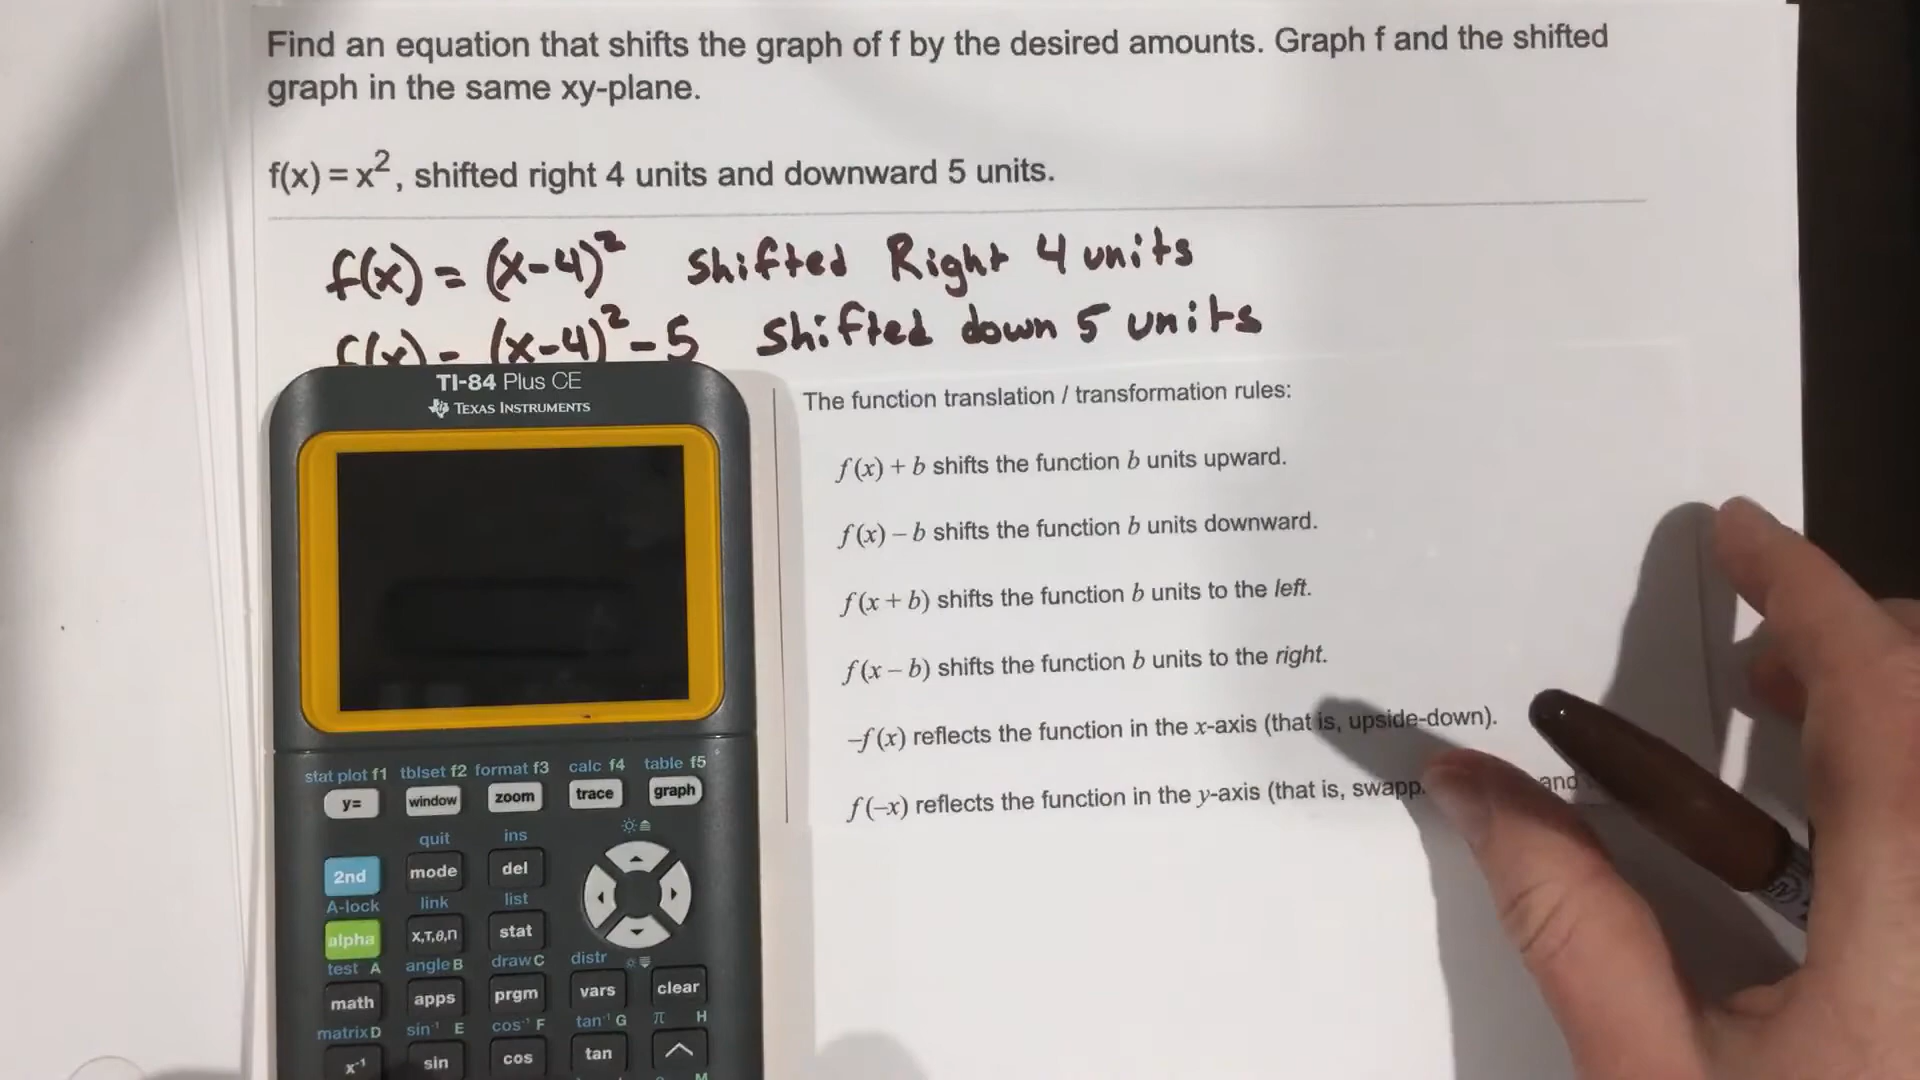 Find an equation that shifts the graph of f by the desired amounts. Graph f and the shifted
graph in the same xy-plane.
f(x) = x², shifted right 4 units and downward 5 units.
f(x) = (x-4)² Shifted Right 4 units
f(x) = (x-4)² - 5 Shifted down 5 units
TI-84 Plus CE
TEXAS INSTRUMENTS
The function translation / transformation rules:
f(x) + b shifts the function b units upward.
f(x) – b shifts the function b units downward.
f(x + b) shifts the function b units to the left.
f(x – b) shifts the function b units to the right.
–f(x) reflects the function in the x-axis (that is, upside-down).
f(–x) reflects the function in the y-axis (that is, and
stat plot f1 tblset f2 format f3 calc f4 table f5
y= window zoom trace graph
quit ins
2nd mode del
A-lock link list
alpha X,T,θ,n stat
test A angle B draw C distr
math apps prgm vars clear
matrix D sin⁻¹ E cos⁻¹ F tan⁻¹ G π H
x⁻¹ sin cos tan ^
M